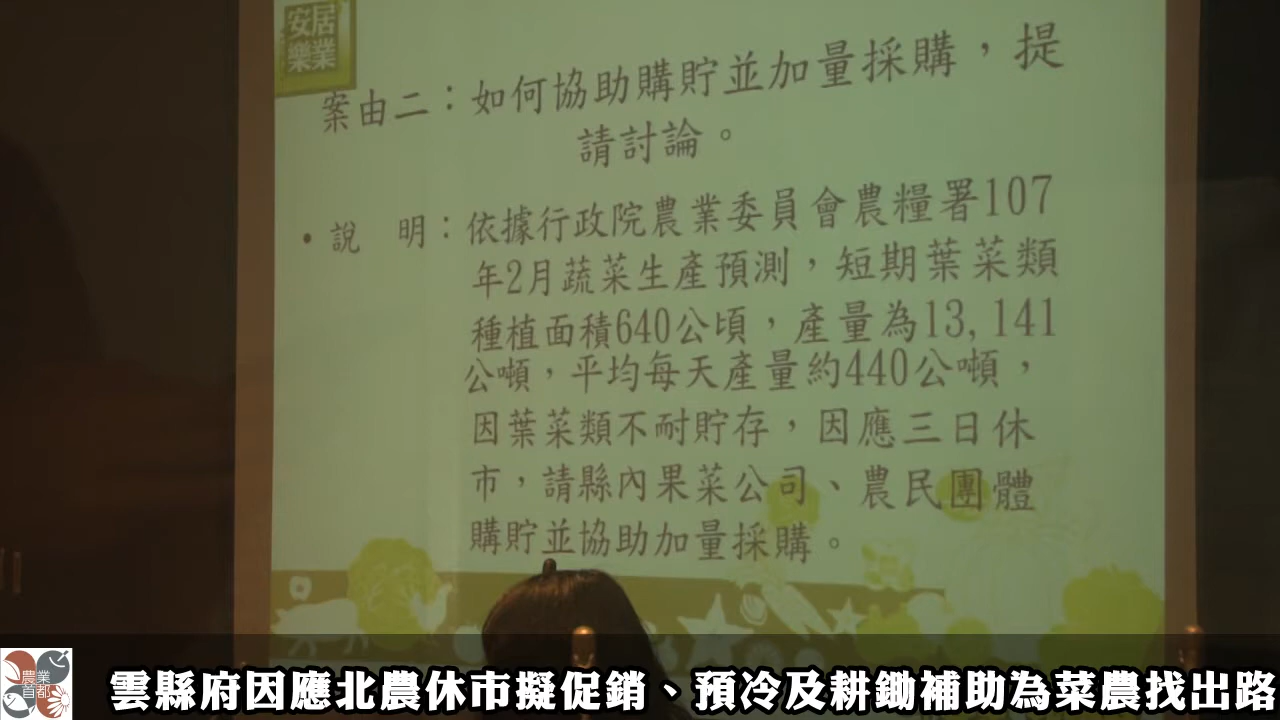 安居
樂業
案由二：如何協助購貯並加量採購，提
請討論。
• 說　明：依據行政院農業委員會農糧署107
年2月蔬菜生產預測，短期葉菜類
種植面積640公頃，產量為13,141
公噸，平均每天產量約440公噸，
因葉菜類不耐貯存，因應三日休
市，請縣內果菜公司、農民團體
購貯並協助加量採購。
農業
首都
雲縣府因應北農休市擬促銷、預冷及耕鋤補助為菜農找出路